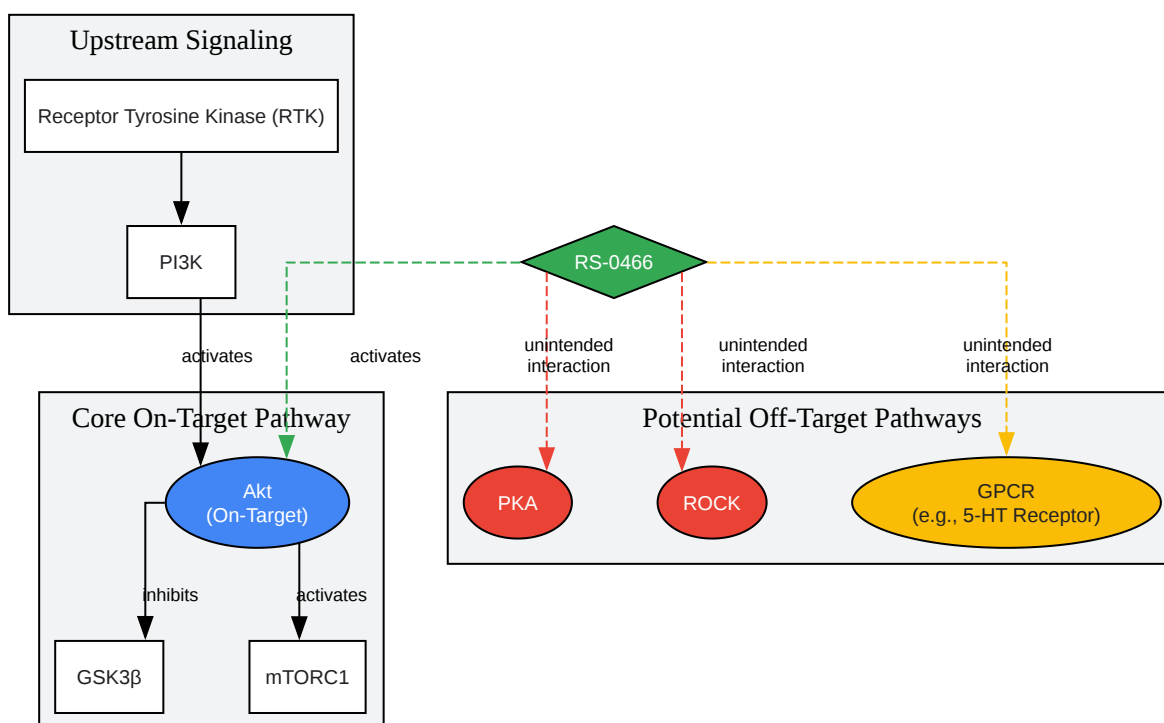 Upstream Signaling
Receptor Tyrosine Kinase (RTK)
PI3K
RS-0466
activates
activates
unintended
interaction
unintended
interaction
unintended
interaction
Core On-Target Pathway
Potential Off-Target Pathways
Akt
(On-Target)
PKA
ROCK
GPCR
(e.g., 5-HT Receptor)
inhibits
activates
GSK3β
mTORC1